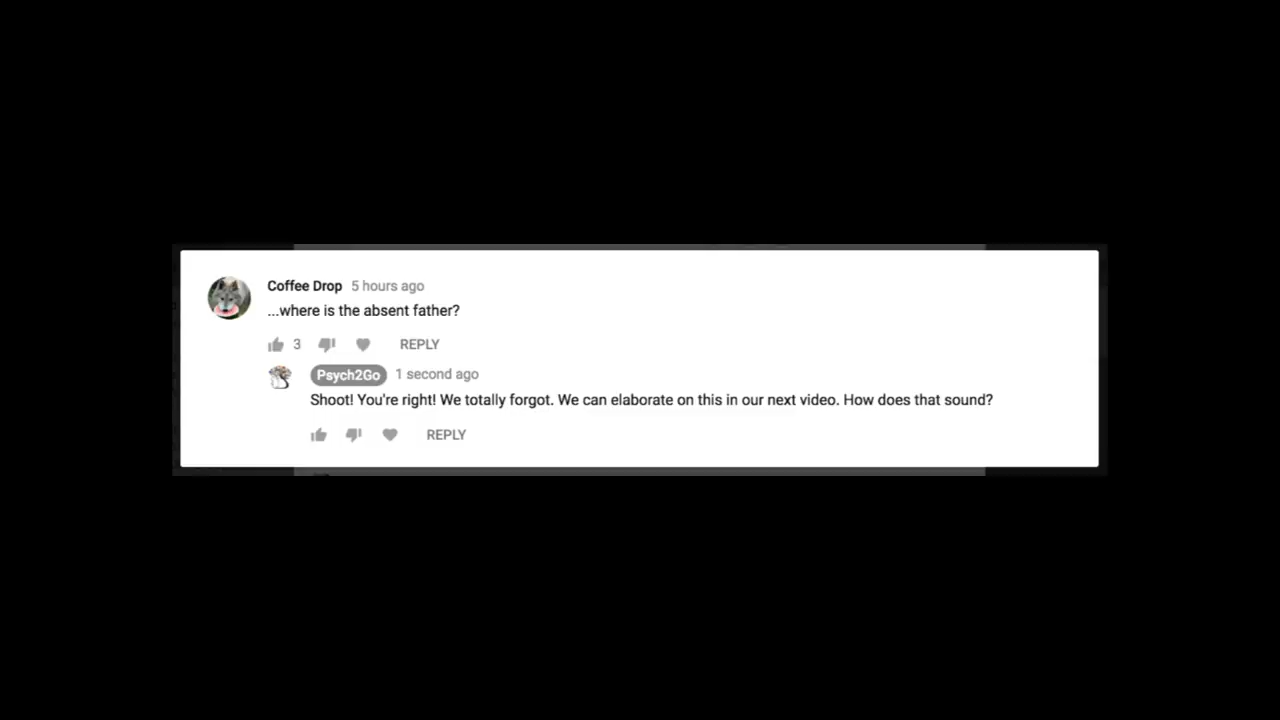 Coffee Drop 5 hours ago
...where is the absent father?
3 REPLY
Psych2Go 1 second ago
Shoot! You're right! We totally forgot. We can elaborate on this in our next video. How does that sound?
REPLY